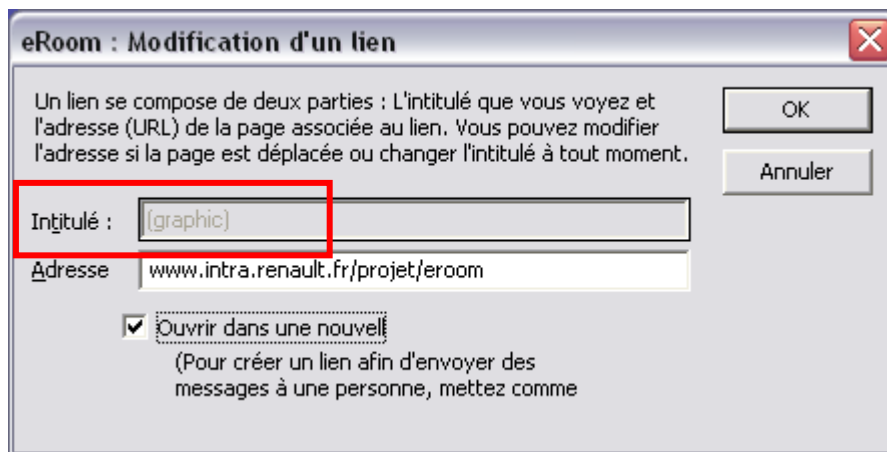 eRoom : Modification d'un lien
Un lien se compose de deux parties : L'intitulé que vous voyez et
l'adresse (URL) de la page associée au lien. Vous pouvez modifier
l'adresse si la page est déplacée ou changer l'intitulé à tout moment.
OK
Annuler
Intitulé : (graphic)
Adresse www.intra.renault.fr/projet/eroom
Ouvrir dans une nouvell
(Pour créer un lien afin d'envoyer des
messages à une personne, mettez comme